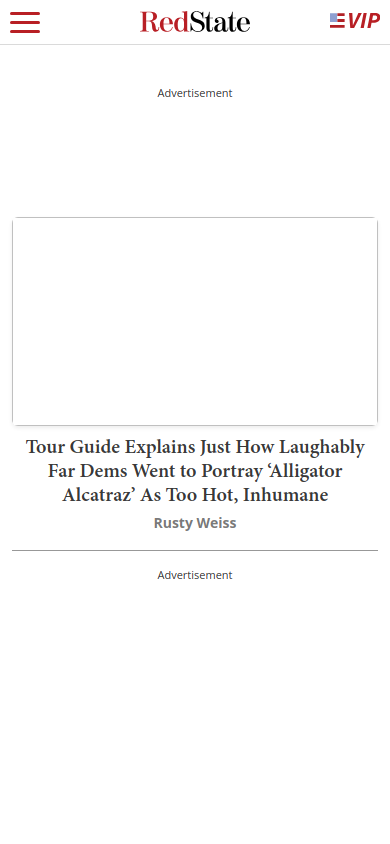 RedState
VIP
Advertisement
Tour Guide Explains Just How Laughably
Far Dems Went to Portray ‘Alligator
Alcatraz’ As Too Hot, Inhumane
Rusty Weiss
Advertisement